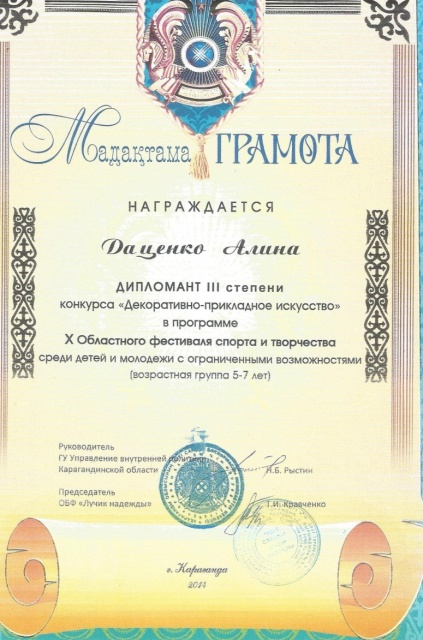 Мадақтама ГРАМОТА
НАГРАЖДАЕТСЯ
Даценко Алина
ДИПЛОМАНТ III степени
конкурса «Декоративно-прикладное искусство»
в программе
X Областного фестиваля спорта и творчества
среди детей и молодежи с ограниченными возможностями
(возрастная группа 5-7 лет)
Руководитель
ГУ Управление внутренней политики
Карагандинской области
Н.Б. Рыстин
Председатель
ОБФ «Лучик надежды»
Т.И. Кравченко
г. Караганда
2014